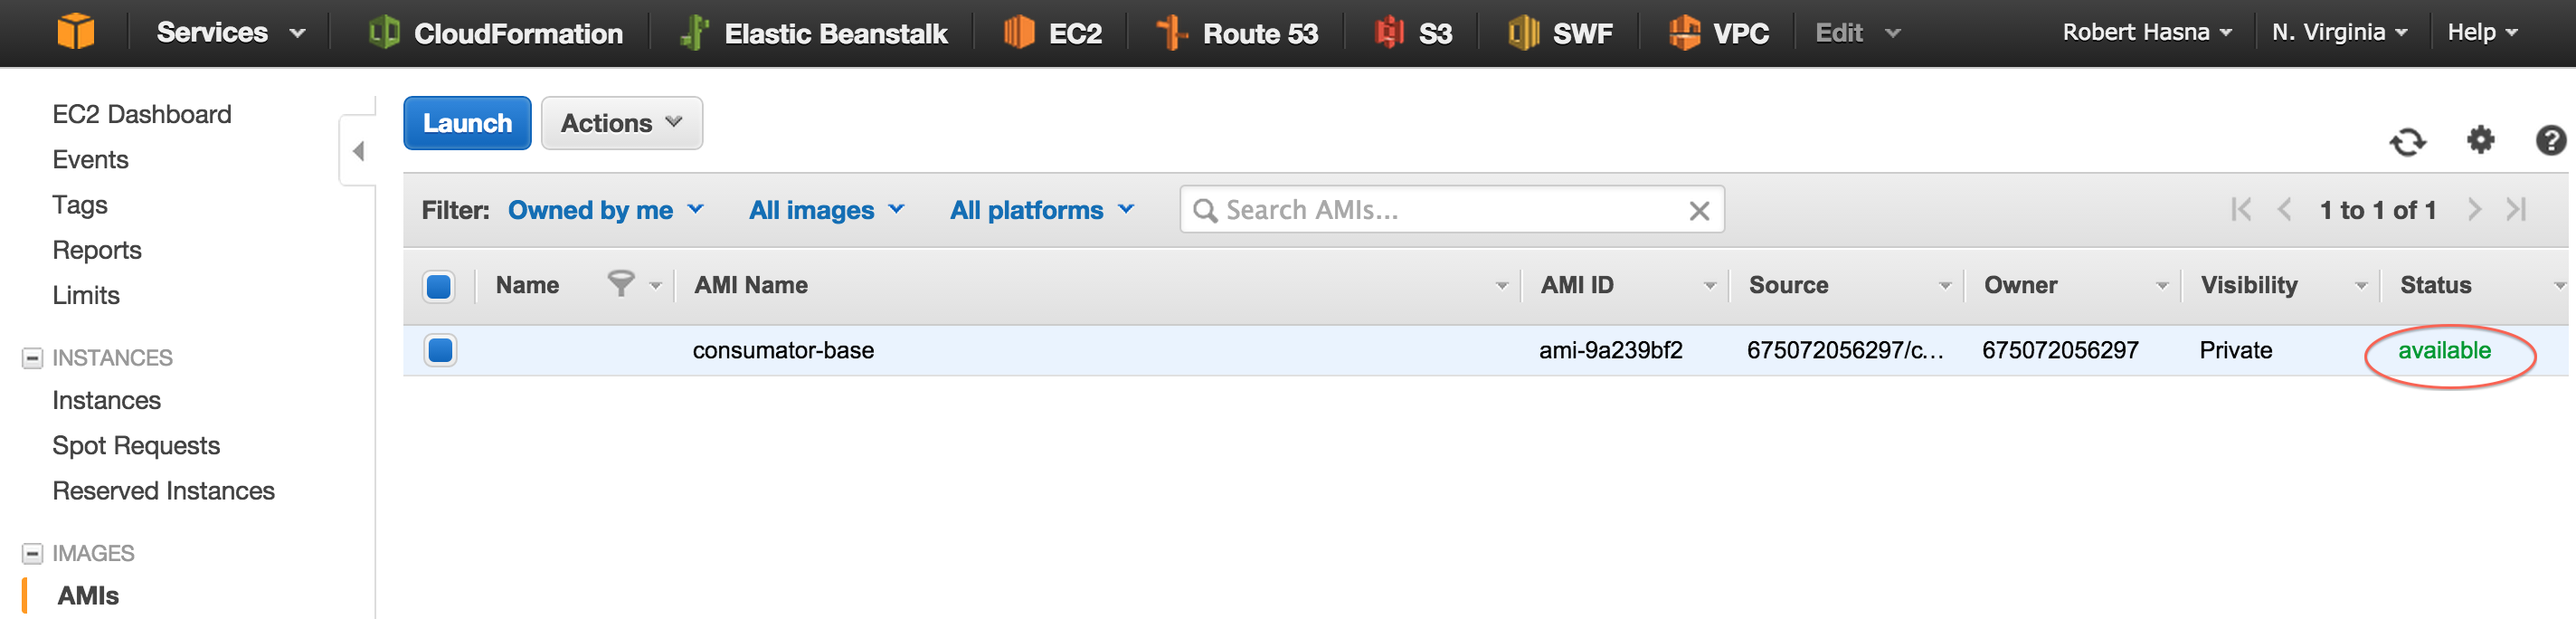 Services CloudFormation Elastic Beanstalk EC2 Route 53 S3 SWF VPC Edit Robert Hasna N. Virginia Help
EC2 Dashboard
Events
Tags
Reports
Limits
INSTANCES
Instances
Spot Requests
Reserved Instances
IMAGES
AMIs
Launch Actions
Filter: Owned by me All images All platforms Search AMIs... 1 to 1 of 1
Name AMI Name AMI ID Source Owner Visibility Status
consumator-base ami-9a239bf2 675072056297/c... 675072056297 Private available